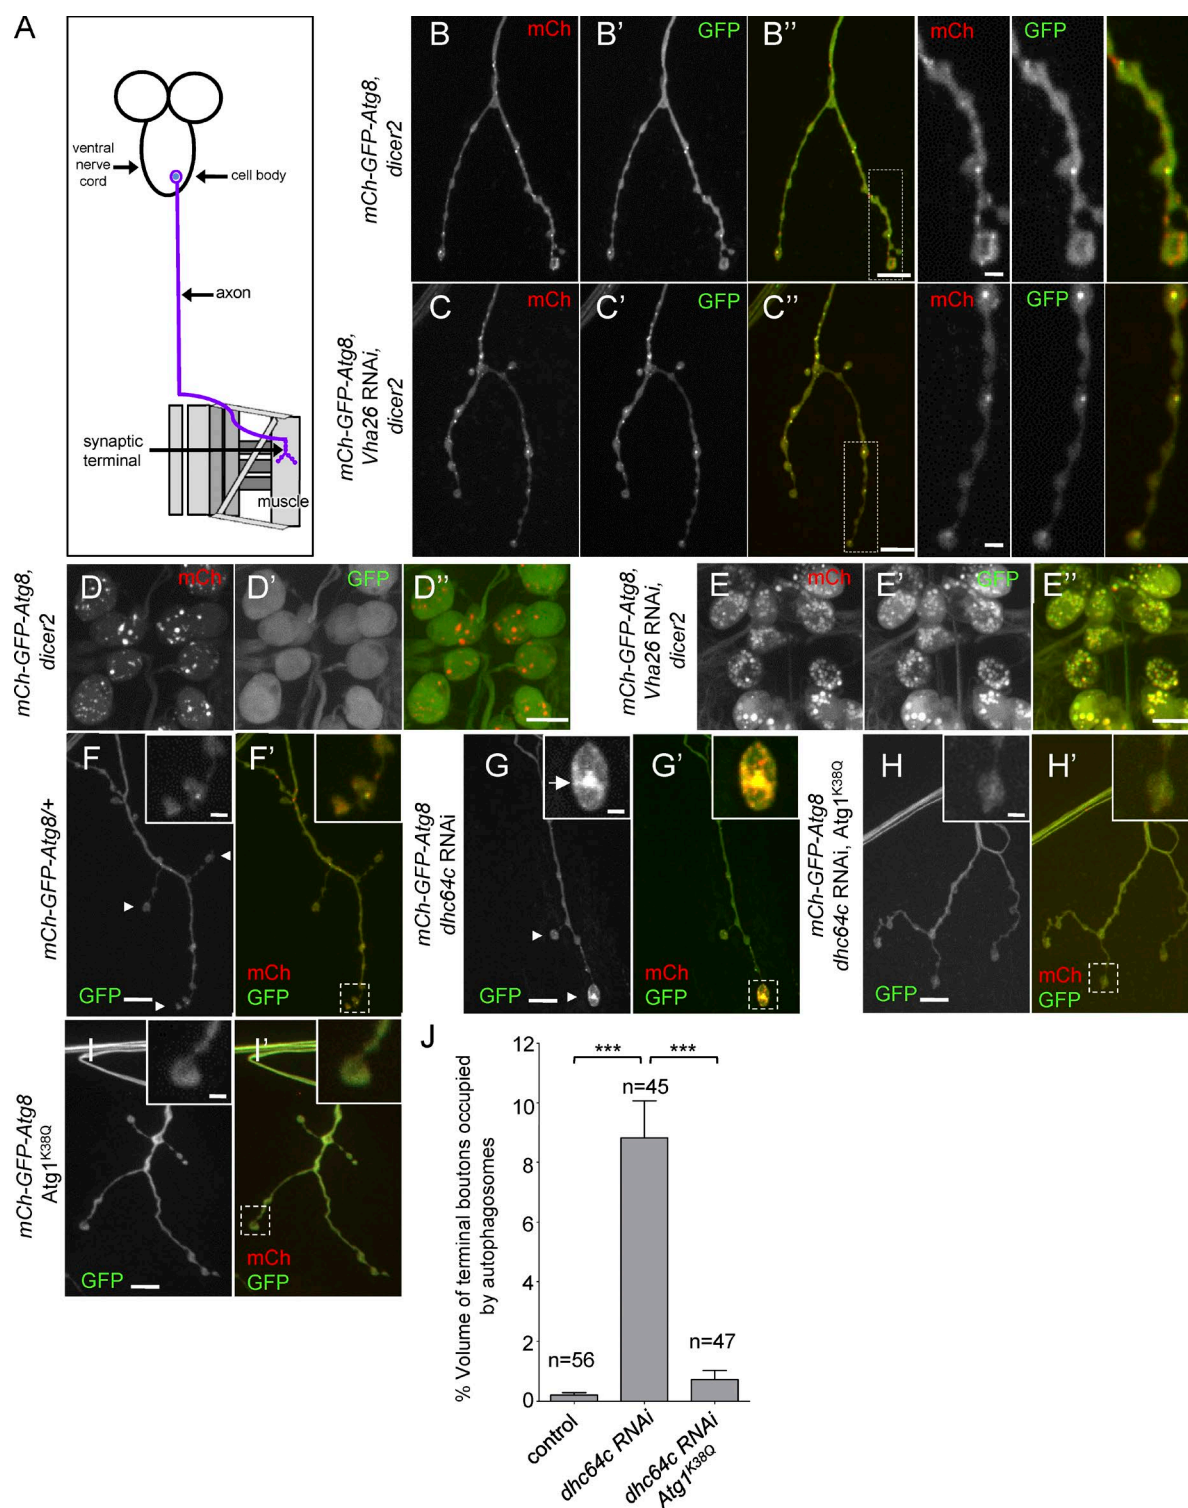 A
ventral
nerve
cord
cell body
axon
synaptic
terminal
muscle
mCh-GFP-Atg8,
dicer2
B mCh
B' GFP
B''
mCh
GFP
mCh-GFP-Atg8,
Vha26 RNAi,
dicer2
C mCh
C' GFP
C''
mCh
GFP
mCh-GFP-Atg8,
dicer2
D mCh
D' GFP
D''
mCh-GFP-Atg8,
Vha26 RNAi,
dicer2
E mCh
E' GFP
E''
mCh-GFP-Atg8/+
F
GFP
F'
mCh
GFP
mCh-GFP-Atg8
dhc64c RNAi
G
GFP
G'
mCh
GFP
mCh-GFP-Atg8
dhc64c RNAi, Atg1K38Q
H
GFP
H'
mCh
GFP
mCh-GFP-Atg8
Atg1K38Q
I
GFP
I'
mCh
GFP
J
% Volume of terminal boutons occupied
by autophagosomes
12
10
8
6
4
2
0
*** ***
n=56
n=45
n=47
control
dhc64c RNAi
dhc64c RNAi
Atg1K38Q